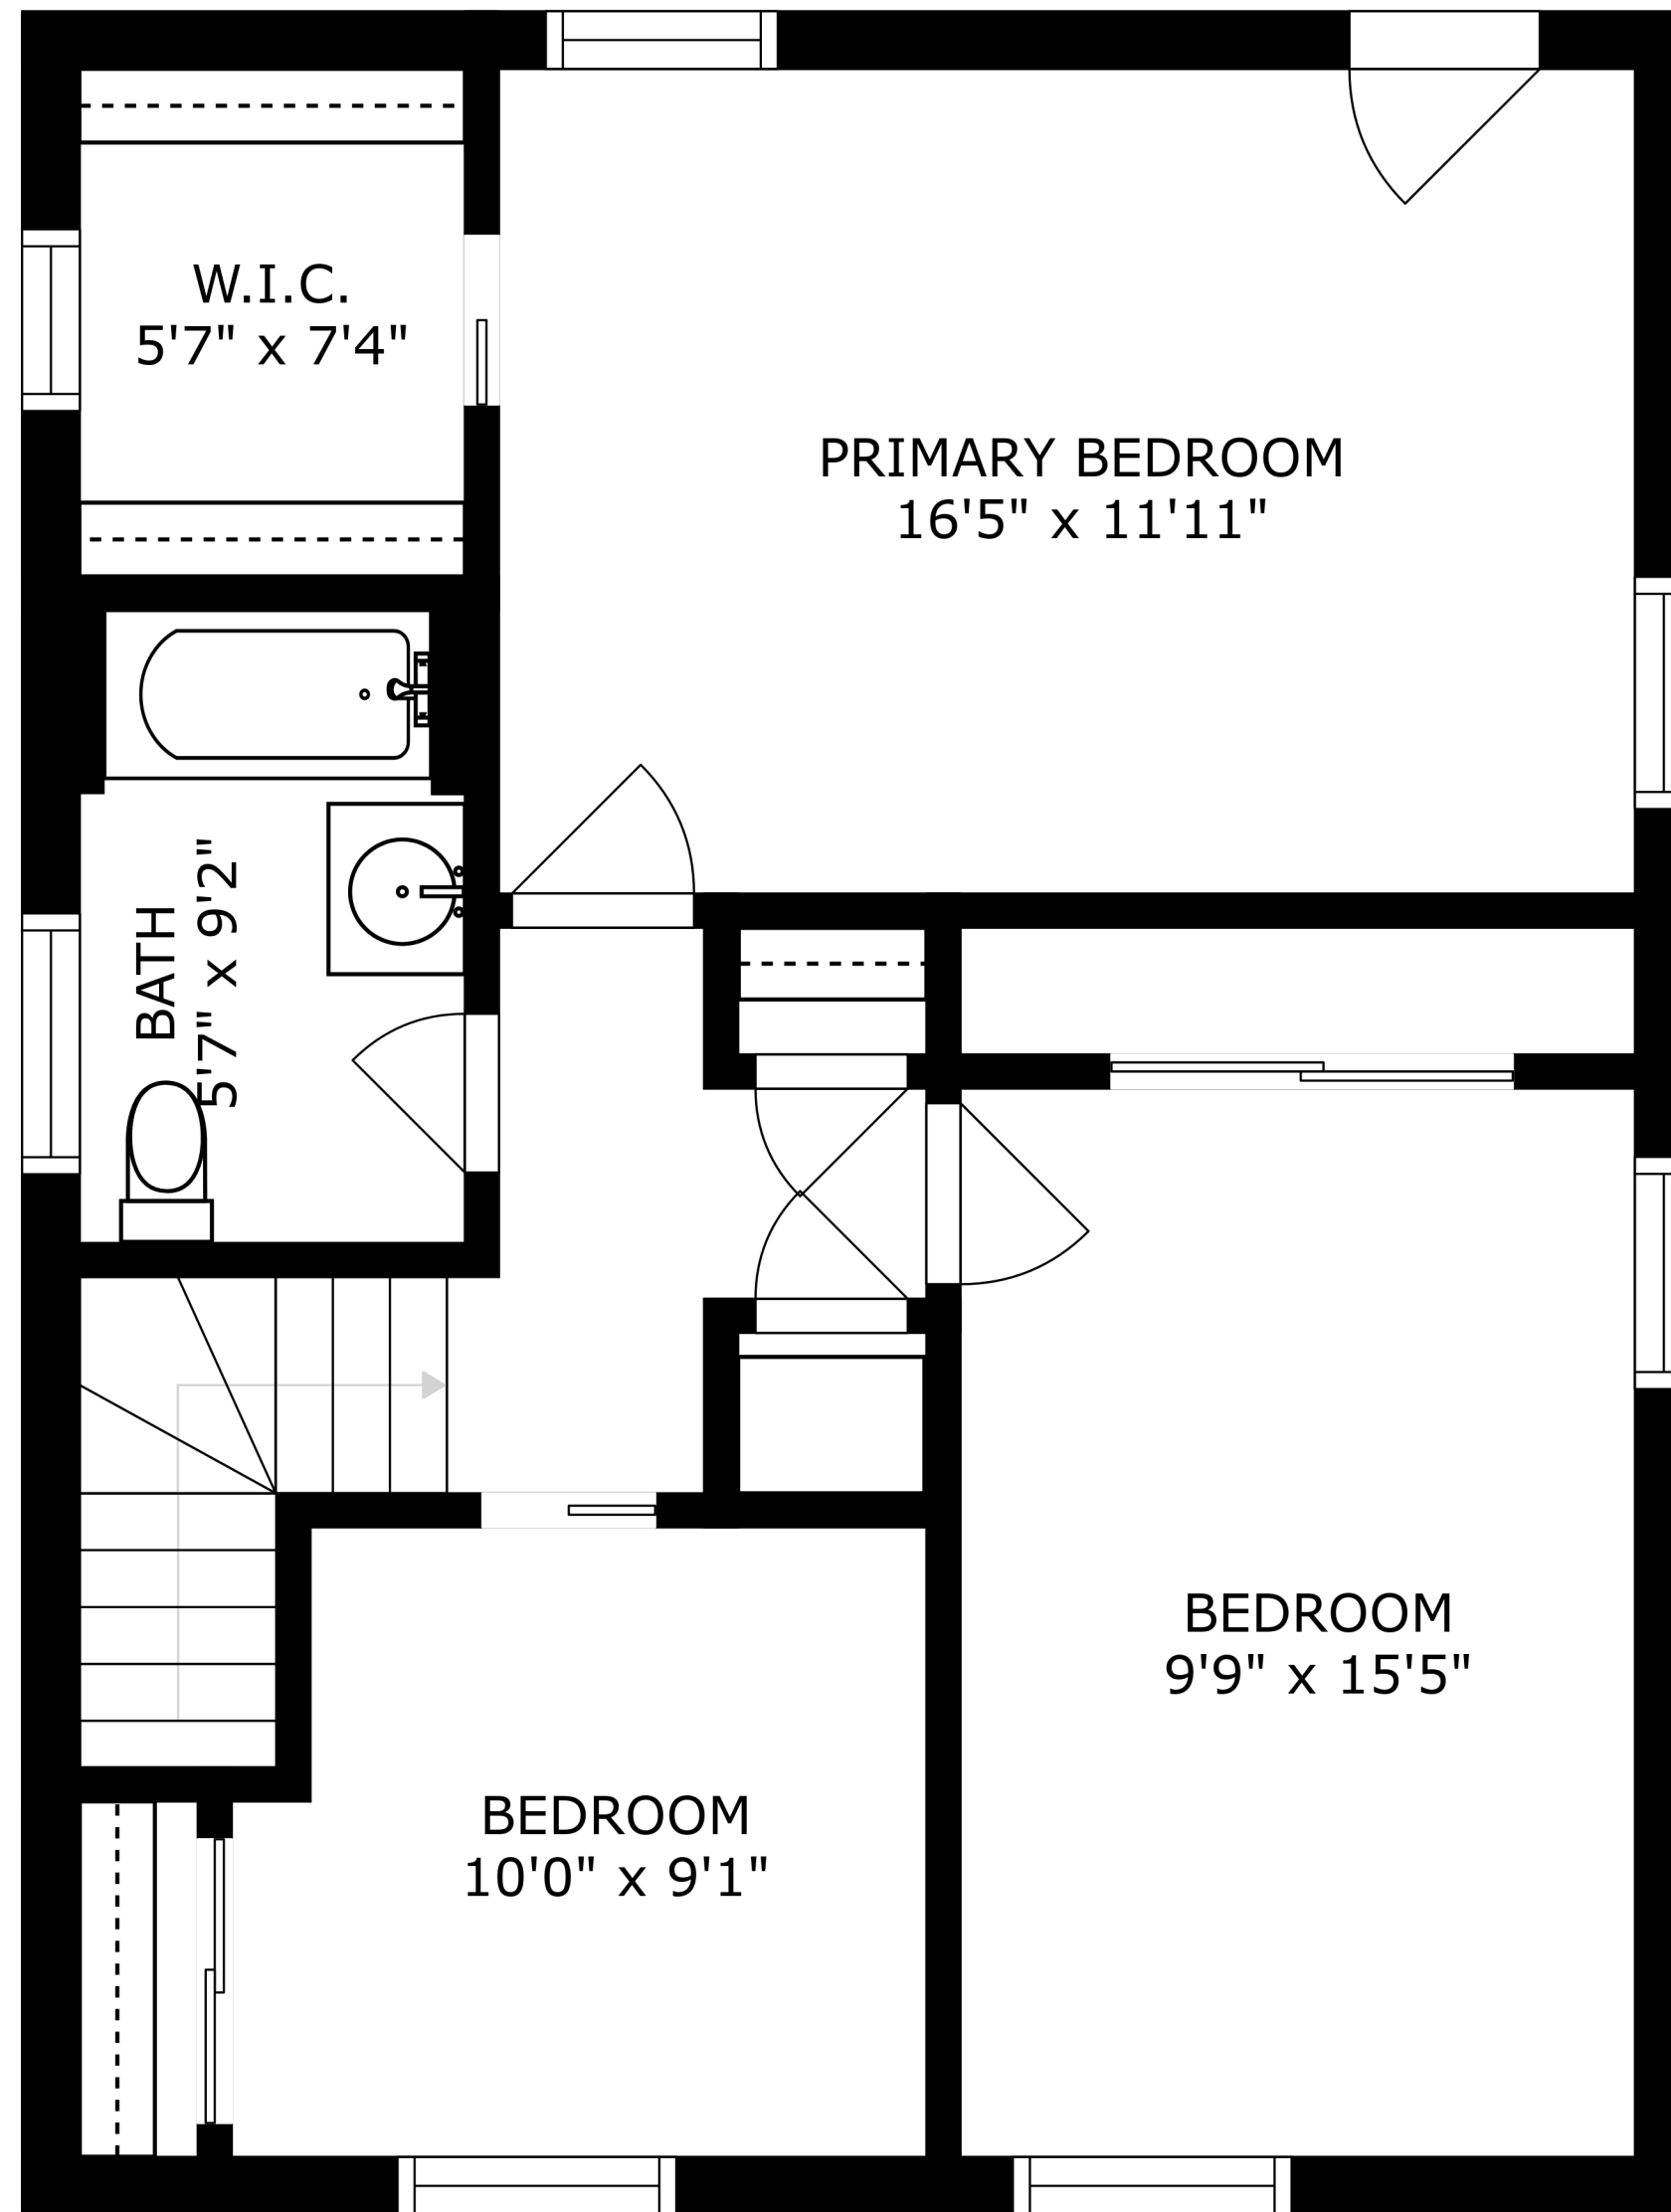 W.I.C.
5'7" x 7'4"
PRIMARY BEDROOM
16'5" x 11'11"
BATH
5'7" x 9'2"
BEDROOM
9'9" x 15'5"
BEDROOM
10'0" x 9'1"